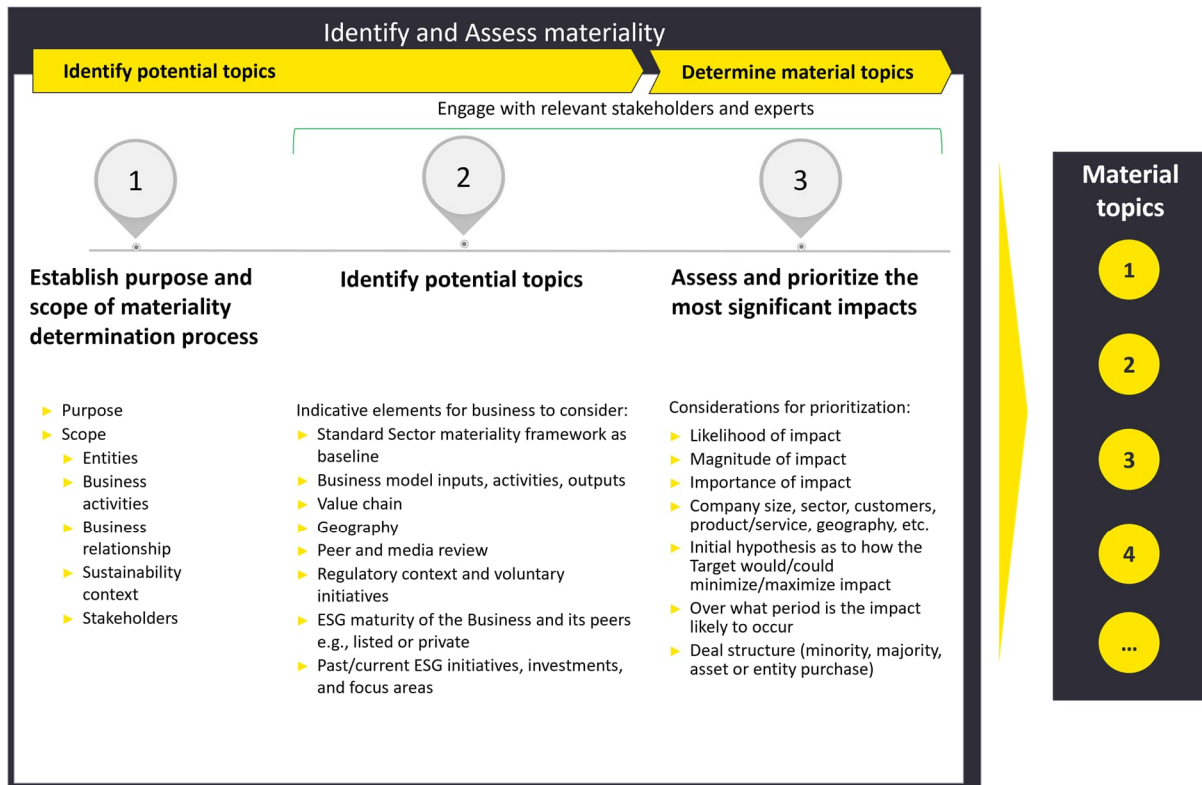 Identify and Assess materiality
Identify potential topics
Determine material topics
Engage with relevant stakeholders and experts
1
2
3
Establish purpose and
scope of materiality
determination process
► Purpose
► Scope
► Entities
► Business
activities
► Business
relationship
► Sustainability
context
► Stakeholders
Identify potential topics
Indicative elements for business to consider:
► Standard Sector materiality framework as
baseline
► Business model inputs, activities, outputs
► Value chain
► Geography
► Peer and media review
► Regulatory context and voluntary
initiatives
► ESG maturity of the Business and its peers
e.g., listed or private
► Past/current ESG initiatives, investments,
and focus areas
Assess and prioritize the
most significant impacts
Considerations for prioritization:
► Likelihood of impact
► Magnitude of impact
► Importance of impact
► Company size, sector, customers,
product/service, geography, etc.
► Initial hypothesis as to how the
Target would/could
minimize/maximize impact
► Over what period is the impact
likely to occur
► Deal structure (minority, majority,
asset or entity purchase)
Material
topics
1
2
3
4
...